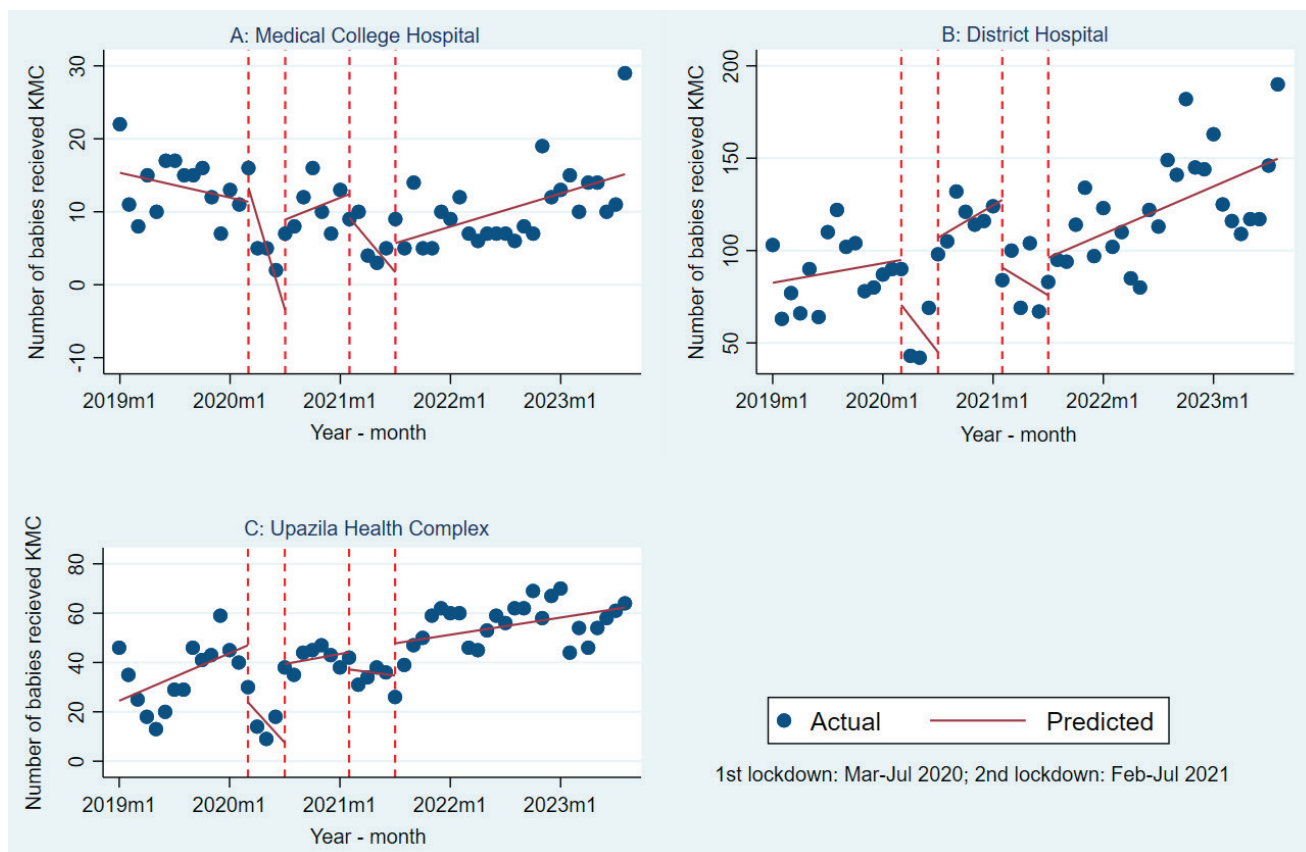 A: Medical College Hospital
Number of babies recieved KMC
30
20
10
0
-10
2019m1 2020m1 2021m1 2022m1 2023m1
Year - month
B: District Hospital
Number of babies recieved KMC
200
150
100
50
2019m1 2020m1 2021m1 2022m1 2023m1
Year - month
C: Upazila Health Complex
Number of babies recieved KMC
80
60
40
20
0
2019m1 2020m1 2021m1 2022m1 2023m1
Year - month
Actual Predicted
1st lockdown: Mar-Jul 2020; 2nd lockdown: Feb-Jul 2021